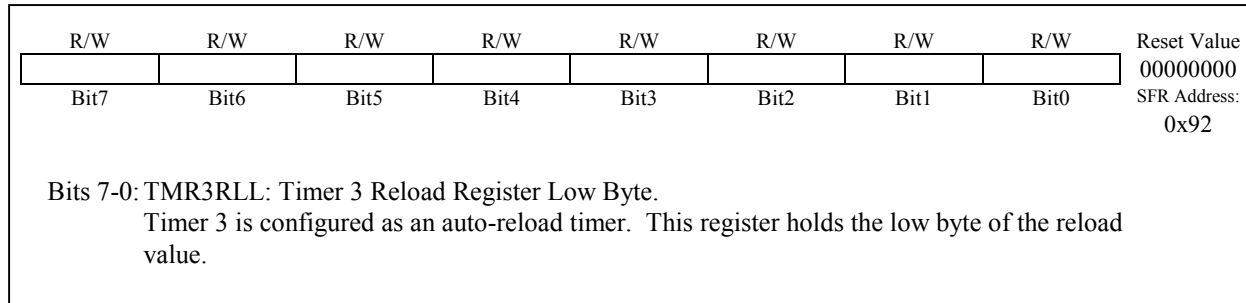 R/W R/W R/W R/W R/W R/W R/W R/W Reset Value
00000000
Bit7 Bit6 Bit5 Bit4 Bit3 Bit2 Bit1 Bit0 SFR Address:
0x92
Bits 7-0: TMR3RLL: Timer 3 Reload Register Low Byte.
Timer 3 is configured as an auto-reload timer. This register holds the low byte of the reload
value.